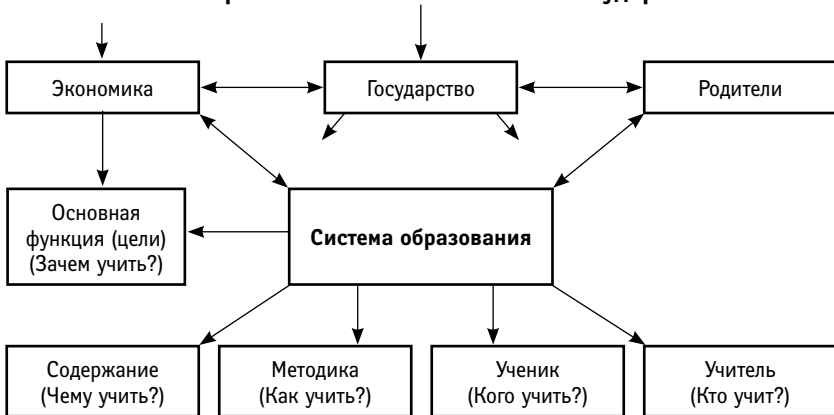 Экономика
Государство
Родители
Основная
функция (цели)
(Зачем учить?)
Система образования
Содержание
(Чему учить?)
Методика
(Как учить?)
Ученик
(Кого учить?)
Учитель
(Кто учит?)